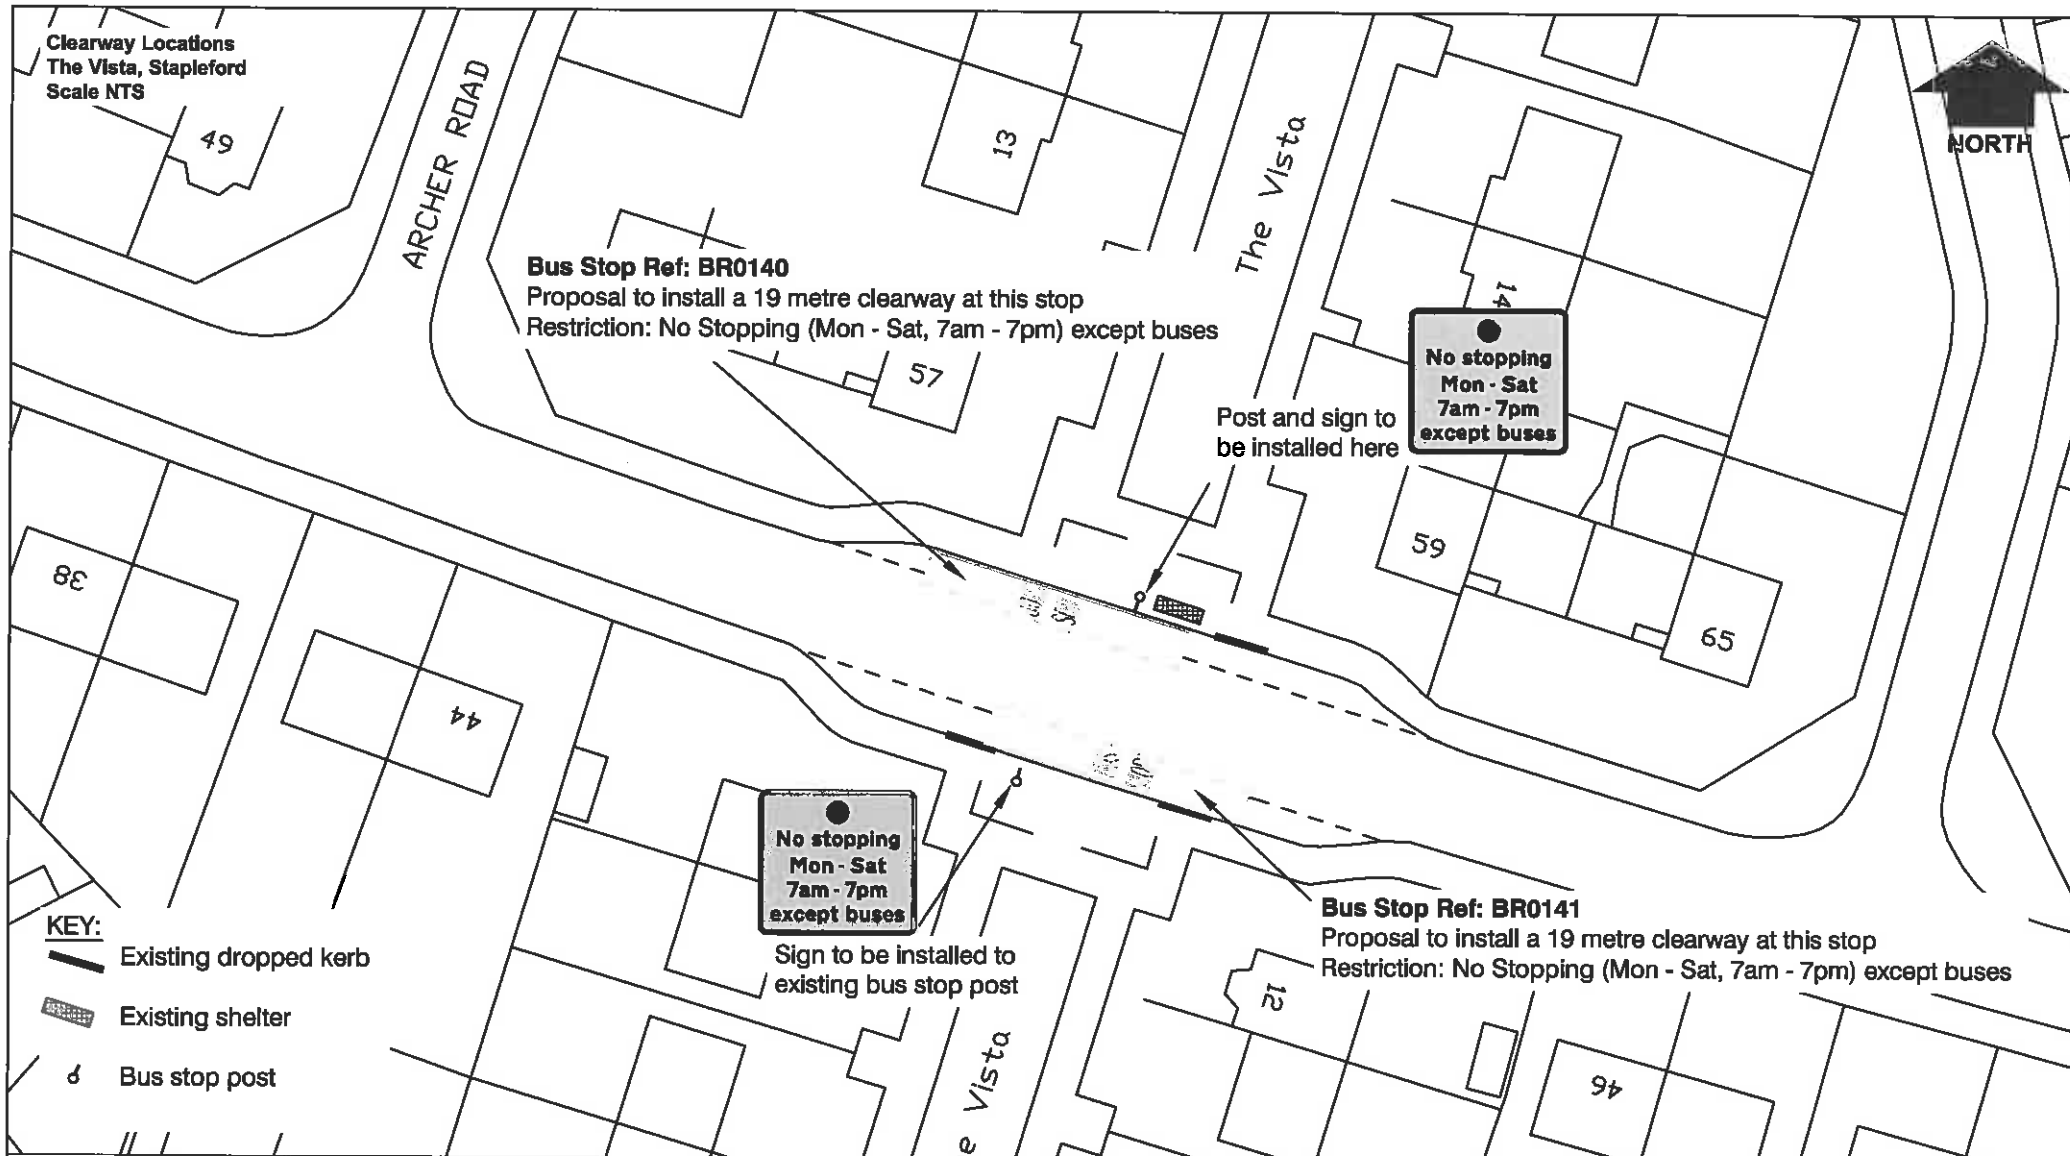 Clearway Locations
The Vista, Stapleford
Scale NTS
49
ARCHER ROAD
13
The Vista
NORTH
Bus Stop Ref: BR0140
Proposal to install a 19 metre clearway at this stop
Restriction: No Stopping (Mon - Sat, 7am - 7pm) except buses
14
No stopping
Mon - Sat
7am - 7pm
except buses
57
Post and sign to
be installed here
59
65
38
44
No stopping
Mon - Sat
7am - 7pm
except buses
Sign to be installed to
existing bus stop post
Bus Stop Ref: BR0141
Proposal to install a 19 metre clearway at this stop
Restriction: No Stopping (Mon - Sat, 7am - 7pm) except buses
12
46
e Vista
KEY:
Existing dropped kerb
Existing shelter
Bus stop post